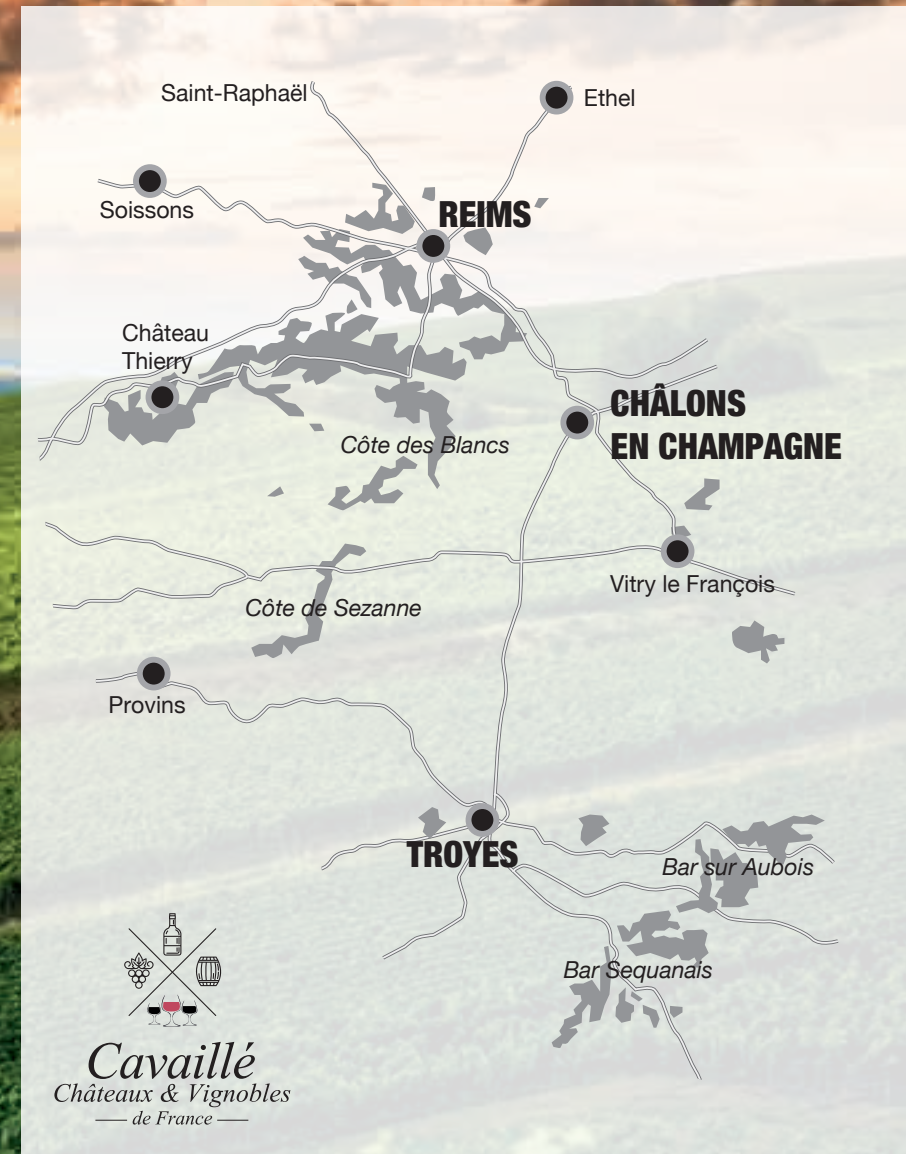 Saint-Raphaël
Ethel
Soissons
REIMS
Château
Thierry
CHÂLONS
EN CHAMPAGNE
Côte des Blancs
Vitry le François
Côte de Sezanne
Provins
TROYES
Bar sur Aubois
Bar Sequanais
Cavaillé
Châteaux & Vignobles
de France